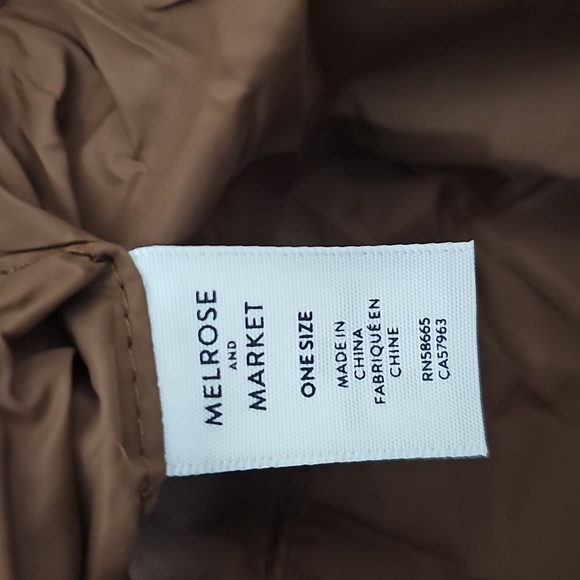 MELROSE
AND
MARKET
ONE SIZE
MADE IN
CHINA
FABRIQUÉ EN
CHINE
RN58665
CA57963